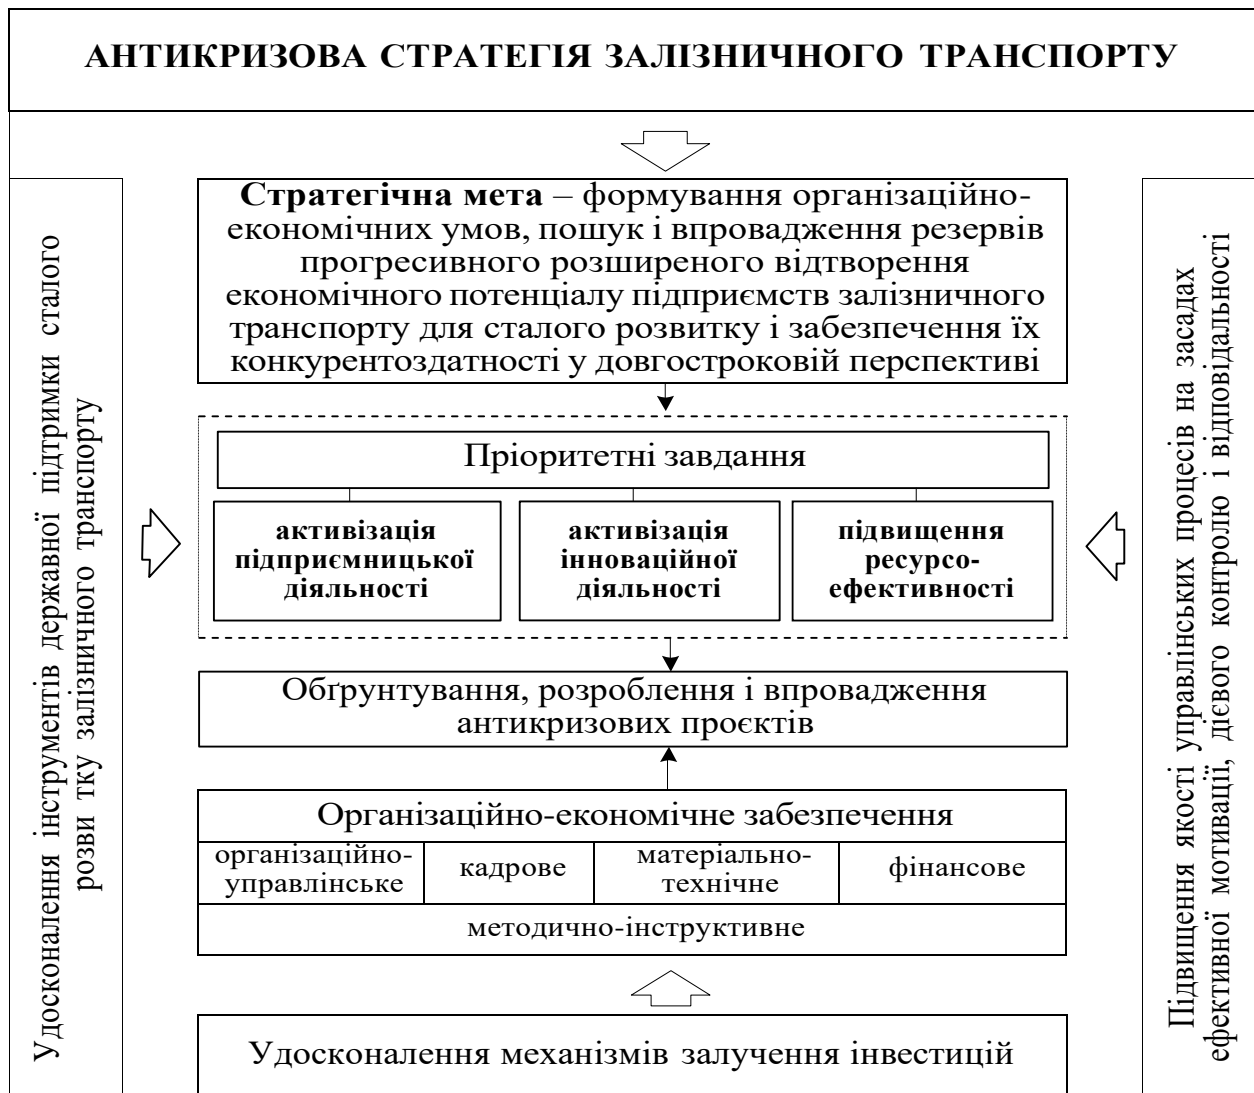 АНТИКРИЗОВА СТРАТЕГІЯ ЗАЛІЗНИЧНОГО ТРАНСПОРТУ
Удосконалення інструментів державної підтримки сталого
розви тку залізничного транспорту
Стратегічна мета – формування організаційно-
економічних умов, пошук і впровадження резервів
прогресивного розширеного відтворення
економічного потенціалу підприємств залізничного
транспорту для сталого розвитку і забезпечення їх
конкурентоздатності у довгостроковій перспективі
Пріоритетні завдання
активізація
підприємницької
діяльності
активізація
інноваційної
діяльності
підвищення
ресурсо-
ефективності
Обґрунтування, розроблення і впровадження
антикризових проєктів
Організаційно-економічне забезпечення
організаційно-
управлінське
кадрове
матеріально-
технічне
фінансове
методично-інструктивне
Удосконалення механізмів залучення інвестицій
Підвищення якості управлінських процесів на засадах
ефективної мотивації, дієвого контролю і відповідальності